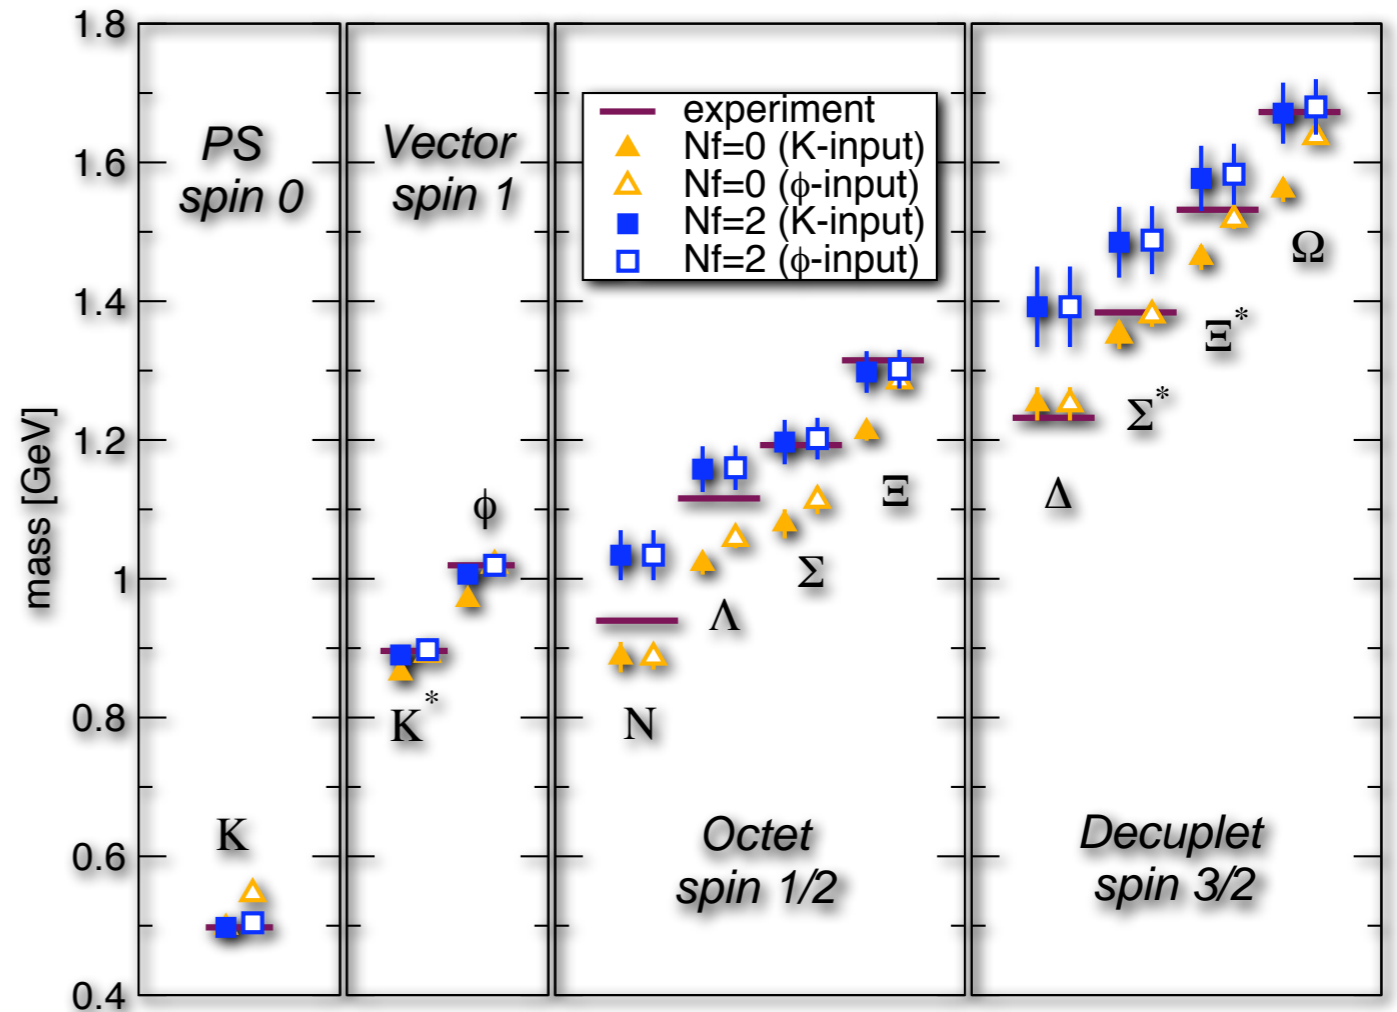 1.8
1.6
1.4
1.2
1
0.8
0.6
0.4
mass [GeV]
PS
spin 0
K
Vector
spin 1
ϕ
K*
experiment
Nf=0 (K-input)
Nf=0 (ϕ-input)
Nf=2 (K-input)
Nf=2 (ϕ-input)
Ξ
Σ
Λ
N
Octet
spin 1/2
Ω
Ξ*
Σ*
Δ
Decuplet
spin 3/2